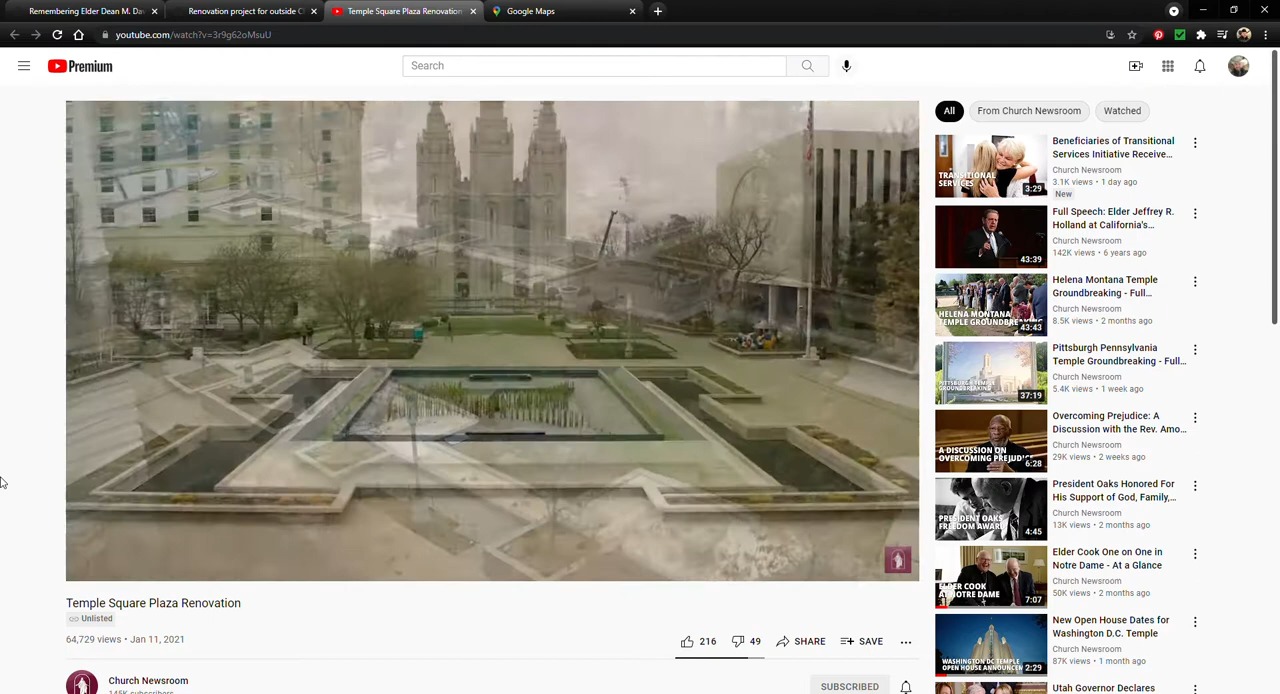 Remembering Elder Dean M. Da
Renovation project for outside C
Temple Square Plaza Renovation
Google Maps
youtube.com/watch?v=3r9g62oMsuU
Premium
Search
All
From Church Newsroom
Watched
TRANSITIONAL
SERVICES
3:29
Beneficiaries of Transitional
Services Initiative Receive...
Church Newsroom
3.1K views • 1 day ago
New
43:39
Full Speech: Elder Jeffrey R.
Holland at California's...
Church Newsroom
142K views • 6 years ago
HELENA MONTANA
TEMPLE GROUNDBREAKING
43:43
Helena Montana Temple
Groundbreaking - Full...
Church Newsroom
8.5K views • 2 months ago
PITTSBURGH TEMPLE
GROUNDBREAKING
37:19
Pittsburgh Pennsylvania
Temple Groundbreaking - Full...
Church Newsroom
5.4K views • 1 week ago
A DISCUSSION ON
OVERCOMING PREJUDICE
6:28
Overcoming Prejudice: A
Discussion with the Rev. Amo...
Church Newsroom
29K views • 2 weeks ago
PRESIDENT OAKS
FREEDOM AWARD
4:45
President Oaks Honored For
His Support of God, Family,...
Church Newsroom
13K views • 2 months ago
ELDER COOK
AT NOTRE DAME
7:07
Elder Cook One on One in
Notre Dame - At a Glance
Church Newsroom
50K views • 2 months ago
WASHINGTON DC TEMPLE
OPEN HOUSE ANNOUNCEM
2:29
New Open House Dates for
Washington D.C. Temple
Church Newsroom
87K views • 1 month ago
Utah Governor Declares
Temple Square Plaza Renovation
Unlisted
64,729 views • Jan 11, 2021
216
49
SHARE
SAVE
Church Newsroom
145K subscribers
SUBSCRIBED